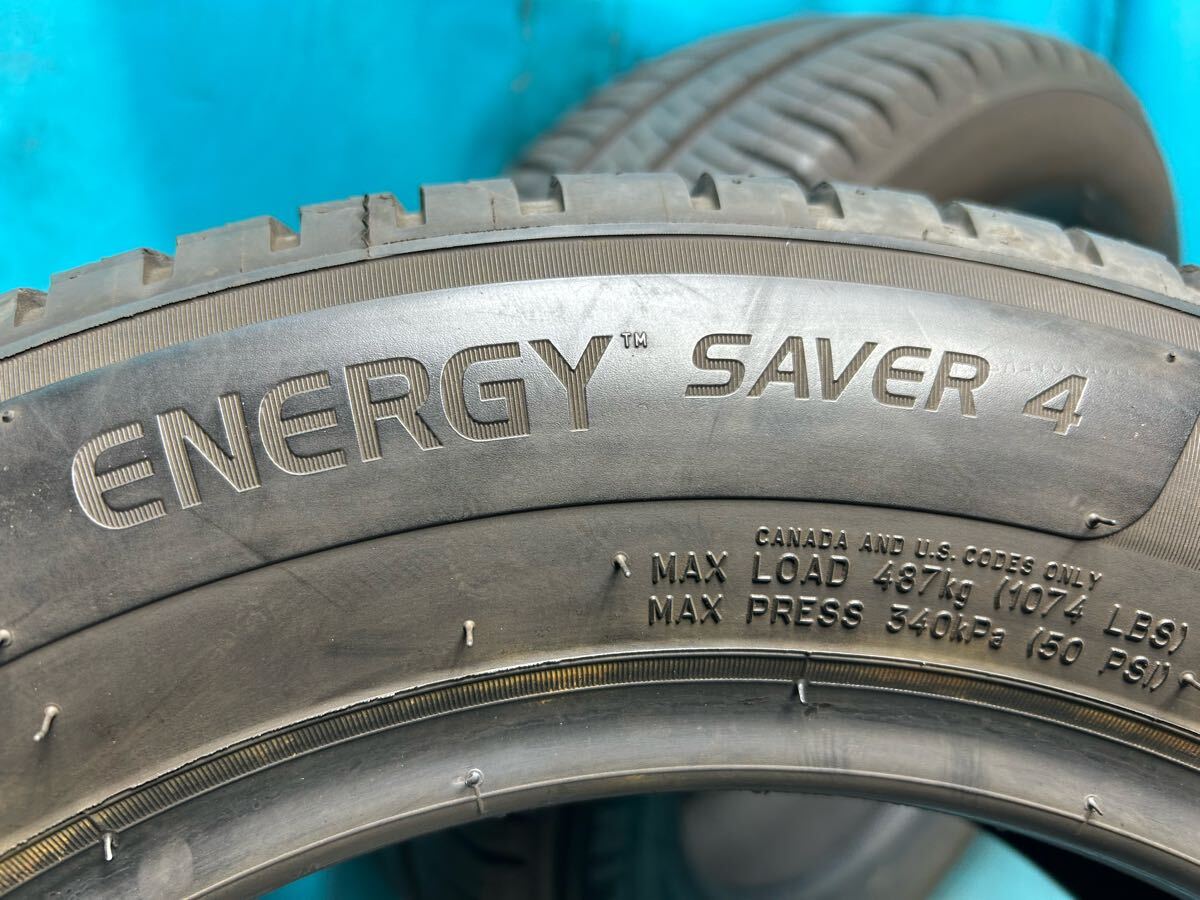 ENERGY™ SAVER 4
CANADA AND U.S. CODES ONLY
MAX LOAD 487kg (1074 LBS)
MAX PRESS 340kPa (50 PSI)